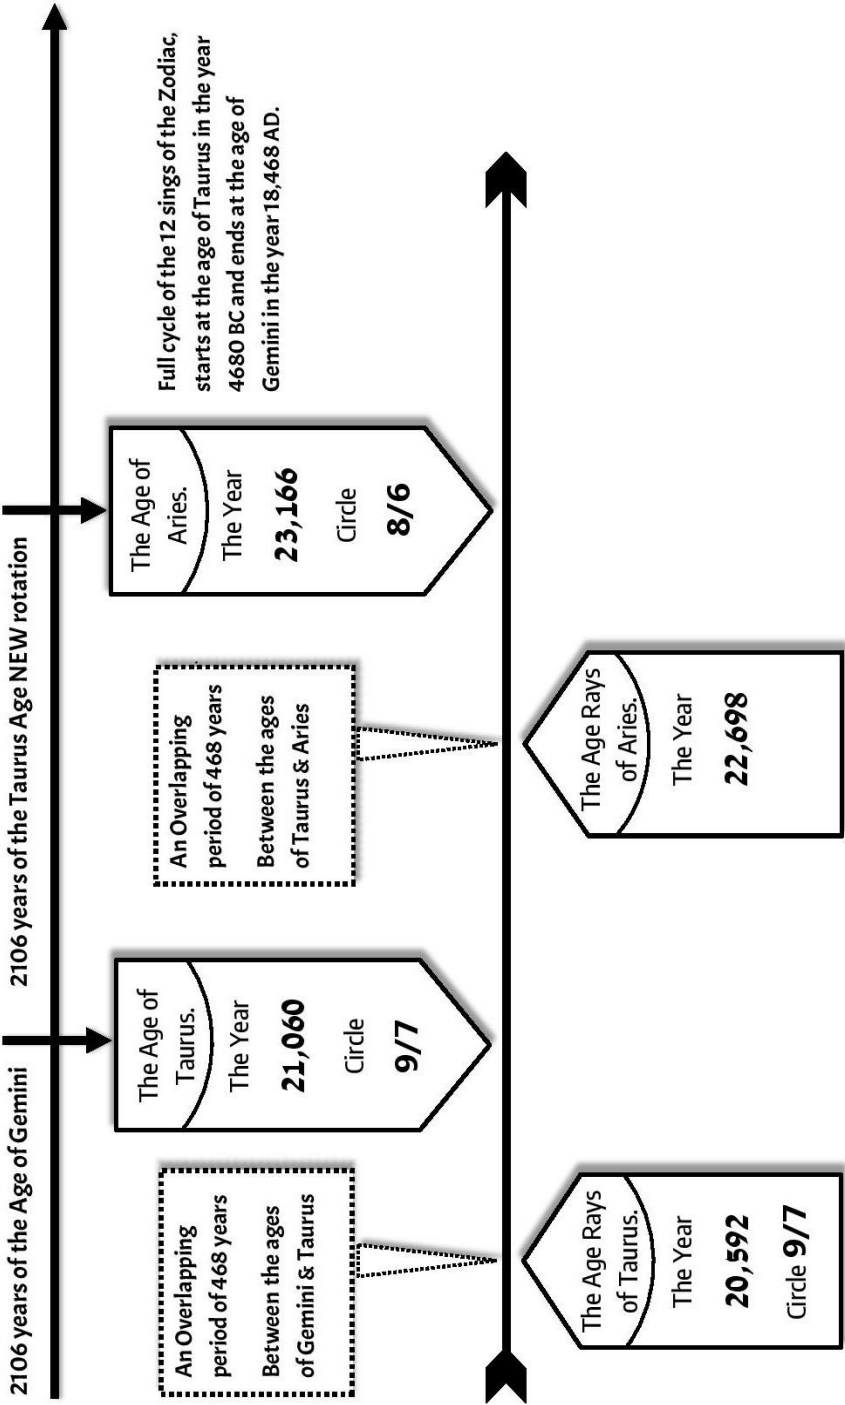 2106 years of the Age of Gemini
2106 years of the Taurus Age NEW rotation
An Overlapping
period of 468 years
Between the ages
of Gemini & Taurus
The Age of
Taurus.
The Year
21,060
Circle
9/7
An Overlapping
period of 468 years
Between the ages
of Taurus & Aries
The Age of
Aries.
The Year
23,166
Circle
8/6
Full cycle of the 12 sings of the Zodiac,
starts at the age of Taurus in the year
4680 BC and ends at the age of
Gemini in the year 18,468 AD.
The Age Rays
of Taurus.
The Year
20,592
Circle 9/7
The Age Rays
of Aries.
The Year
22,698